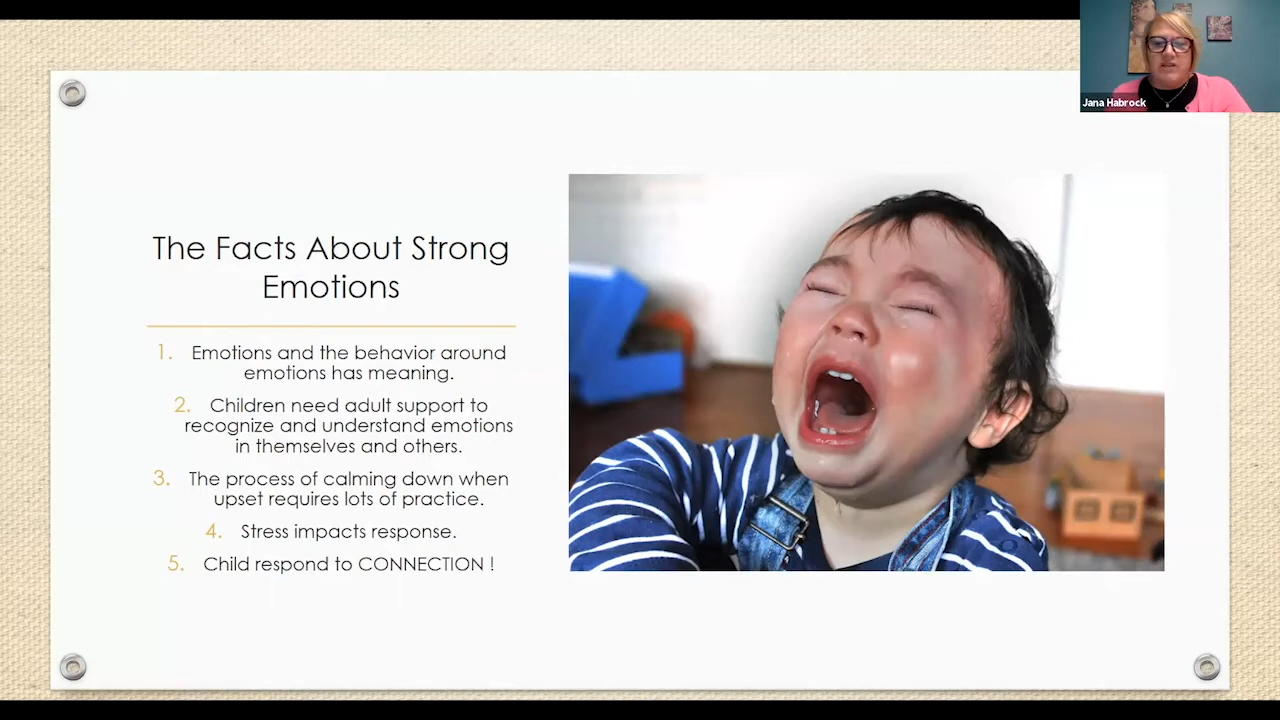 Jana Habrock
The Facts About Strong
Emotions
1. Emotions and the behavior around
emotions has meaning.
2. Children need adult support to
recognize and understand emotions
in themselves and others.
3. The process of calming down when
upset requires lots of practice.
4. Stress impacts response.
5. Child respond to CONNECTION !